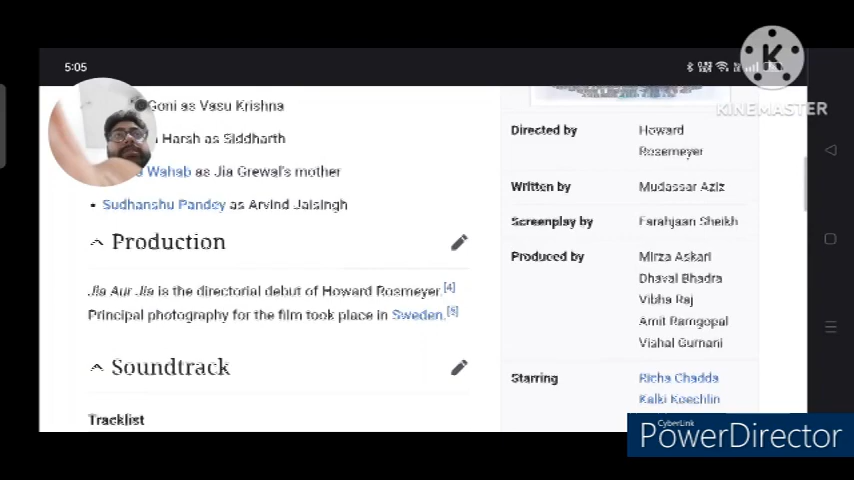 5:05
KINEMASTER
Goni as Vasu Krishna
Harsh as Siddharth
Wahab as Jia Grewal's mother
• Sudhanshu Pandey as Arvind Jaisingh
Production
Jia Aur Jia is the directorial debut of Howard Rosmeyer.[4]
Principal photography for the film took place in Sweden.[5]
Soundtrack
Tracklist
Directed by Howard
Rosemeyer
Written by Mudassar Aziz
Screenplay by Farahjaan Sheikh
Produced by Mirza Askari
Dhaval Bhadra
Vibha Raj
Amit Ramgopal
Vishal Gurnani
Starring Richa Chadda
Kalki Koechlin
CyberLink
PowerDirector